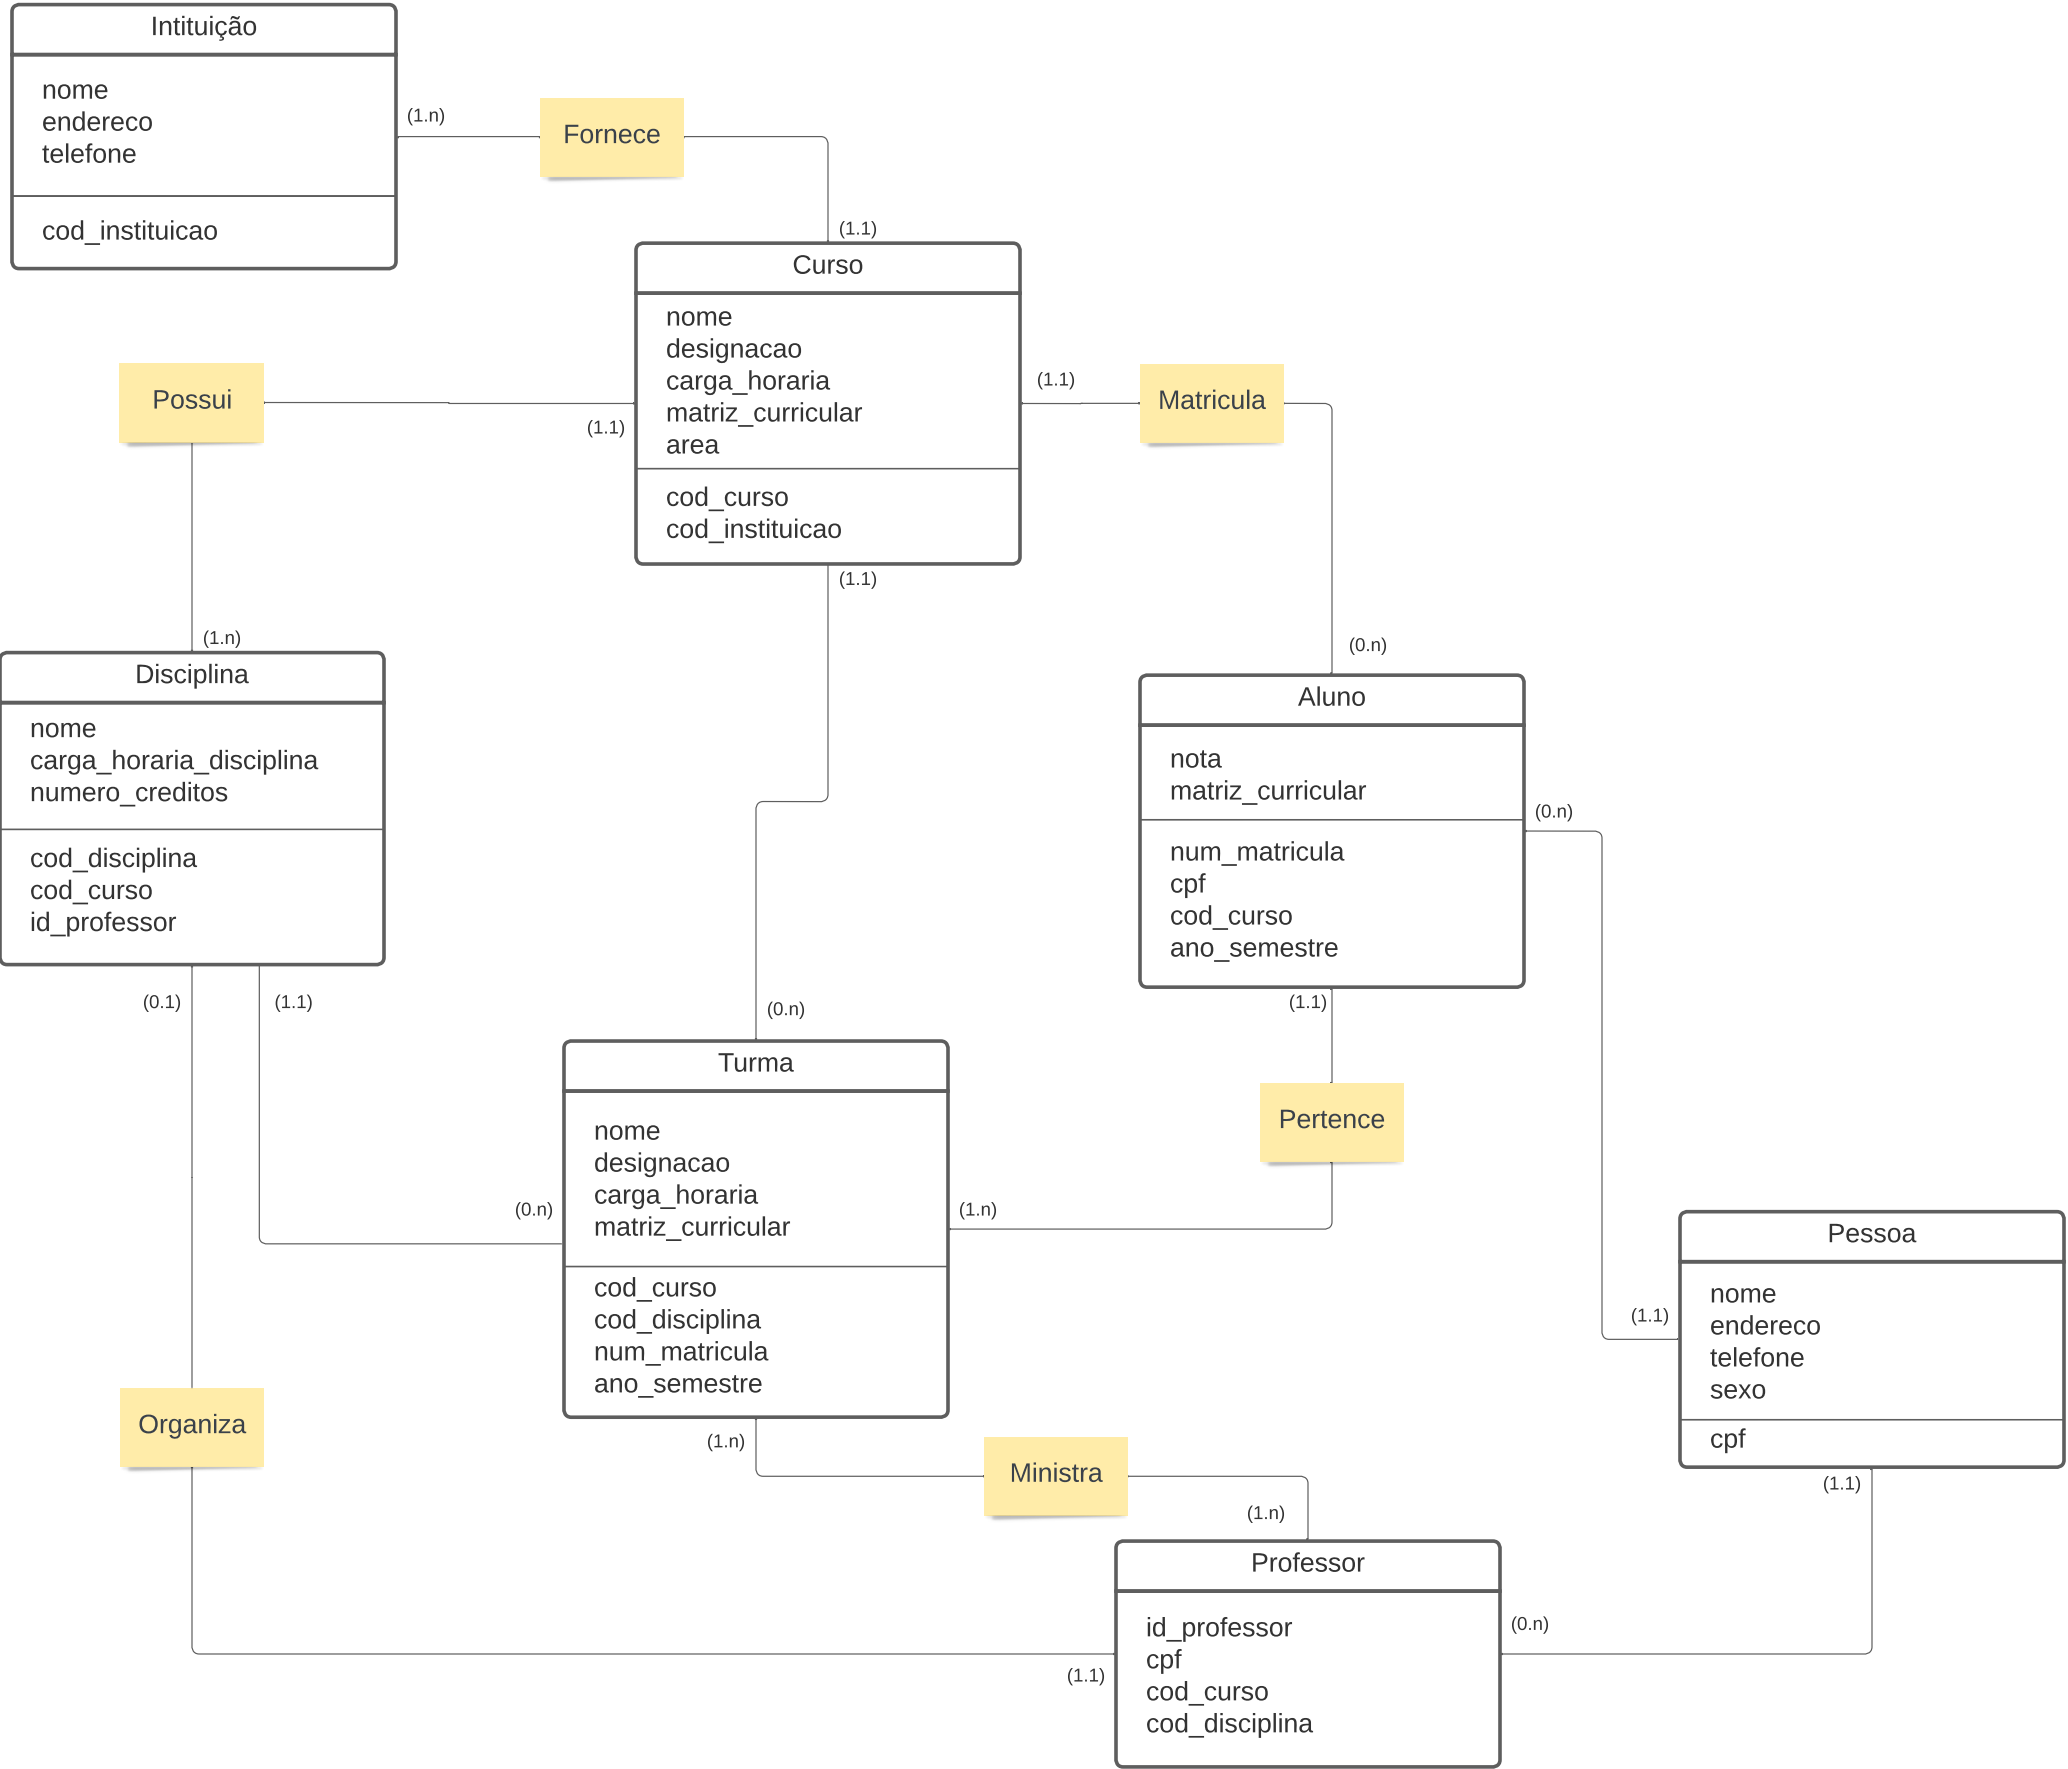 Intituição
nome
endereco
telefone
cod_instituicao
(1.n)
Fornece
(1.1)
Curso
nome
designacao
carga_horaria
matriz_curricular
area
cod_curso
cod_instituicao
Possui
(1.1)
(1.1)
Matricula
(1.1)
(1.n)
(0.n)
Disciplina
nome
carga_horaria_disciplina
numero_creditos
cod_disciplina
cod_curso
id_professor
(0.1)
(1.1)
Aluno
nota
matriz_curricular
num_matricula
cpf
cod_curso
ano_semestre
(0.n)
(1.1)
(0.n)
Turma
nome
designacao
carga_horaria
matriz_curricular
cod_curso
cod_disciplina
num_matricula
ano_semestre
(0.n)
(1.n)
Pertence
Pessoa
nome
endereco
telefone
sexo
cpf
(1.1)
(1.1)
Organiza
(1.n)
Ministra
(1.n)
Professor
id_professor
cpf
cod_curso
cod_disciplina
(0.n)
(1.1)